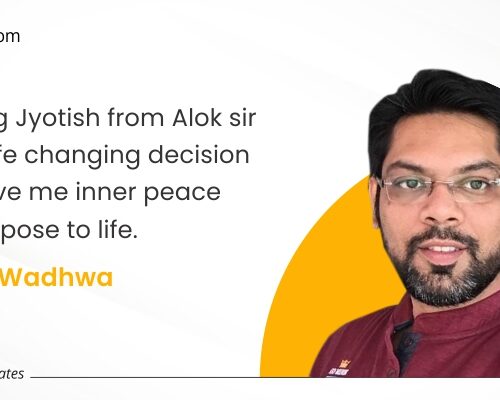 om
g Jyotish from Alok sir
fe changing decision
ve me inner peace
pose to life.
Wadhwa
ates